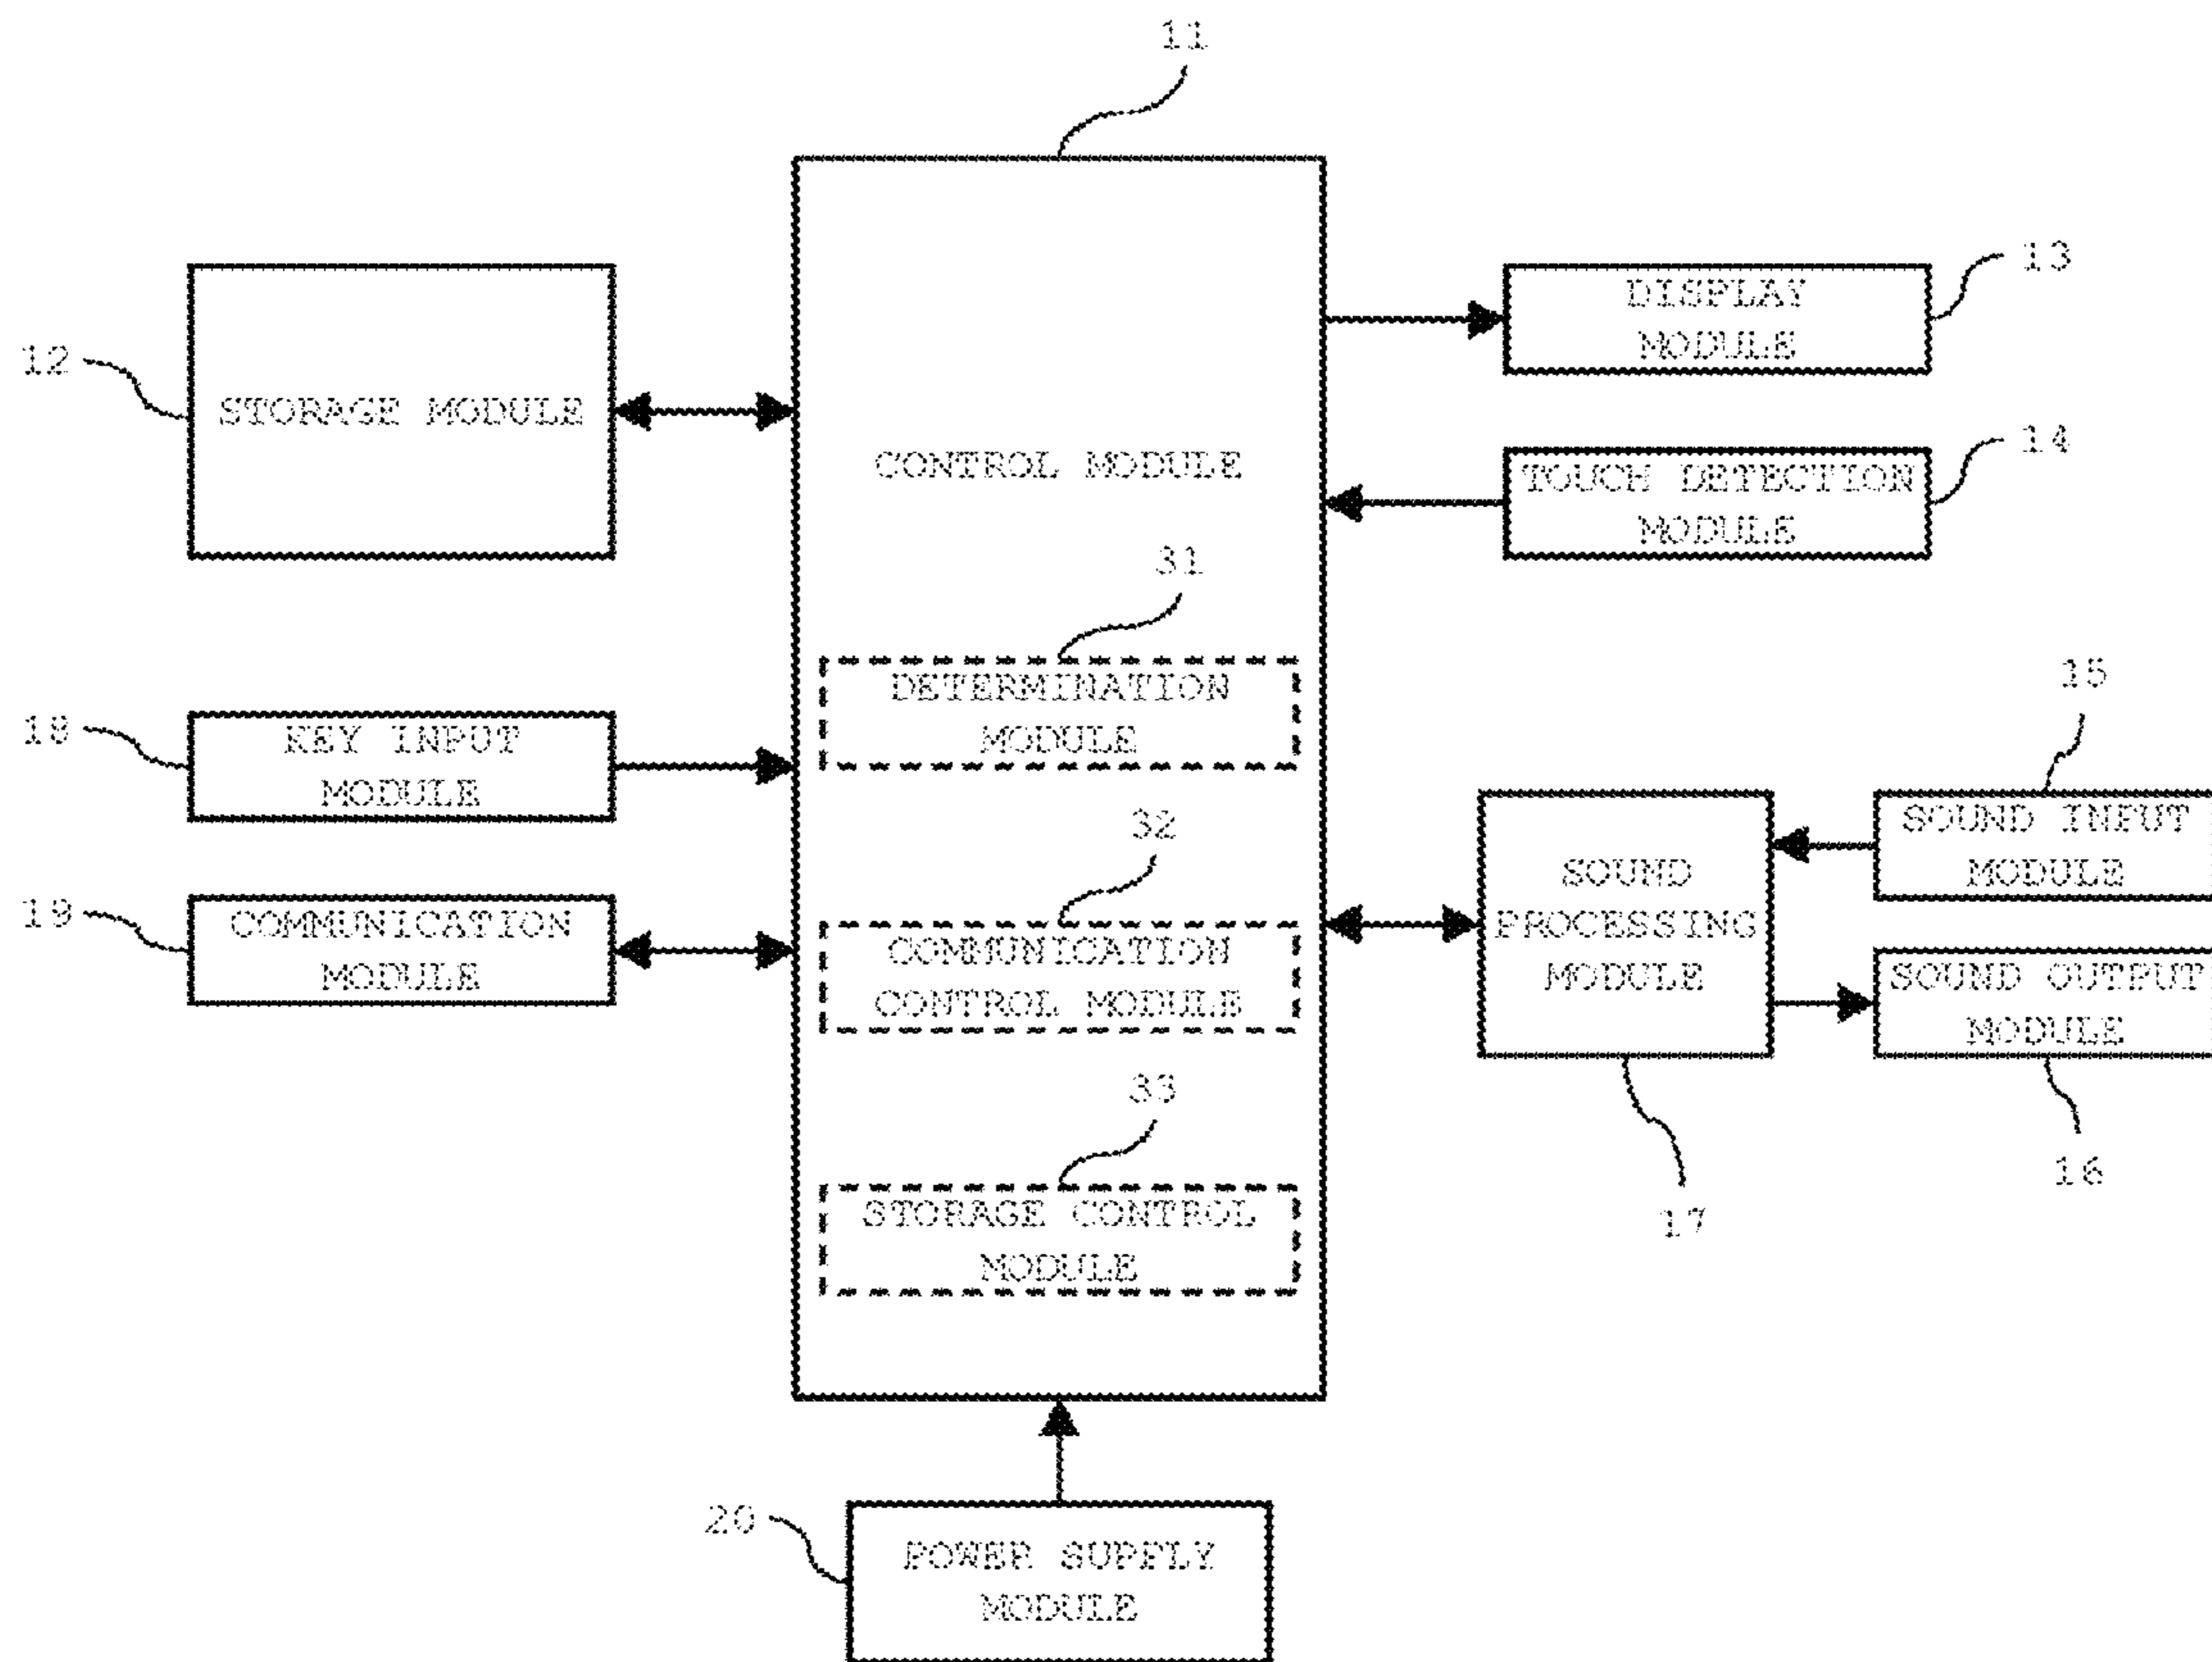 11
13
DISPLAY
MODULE
12
STORAGE MODULE
14
TOUCH DETECTION
MODULE
CONTROL MODULE
31
DETERMINATION
MODULE
15
18
KEY INPUT
MODULE
SOUND INPUT
MODULE
32
SOUND
PROCESSING
MODULE
19
COMMUNICATION
MODULE
COMMUNICATION
CONTROL MODULE
SOUND OUTPUT
MODULE
33
16
17
STORAGE CONTROL
MODULE
20
POWER SUPPLY
MODULE